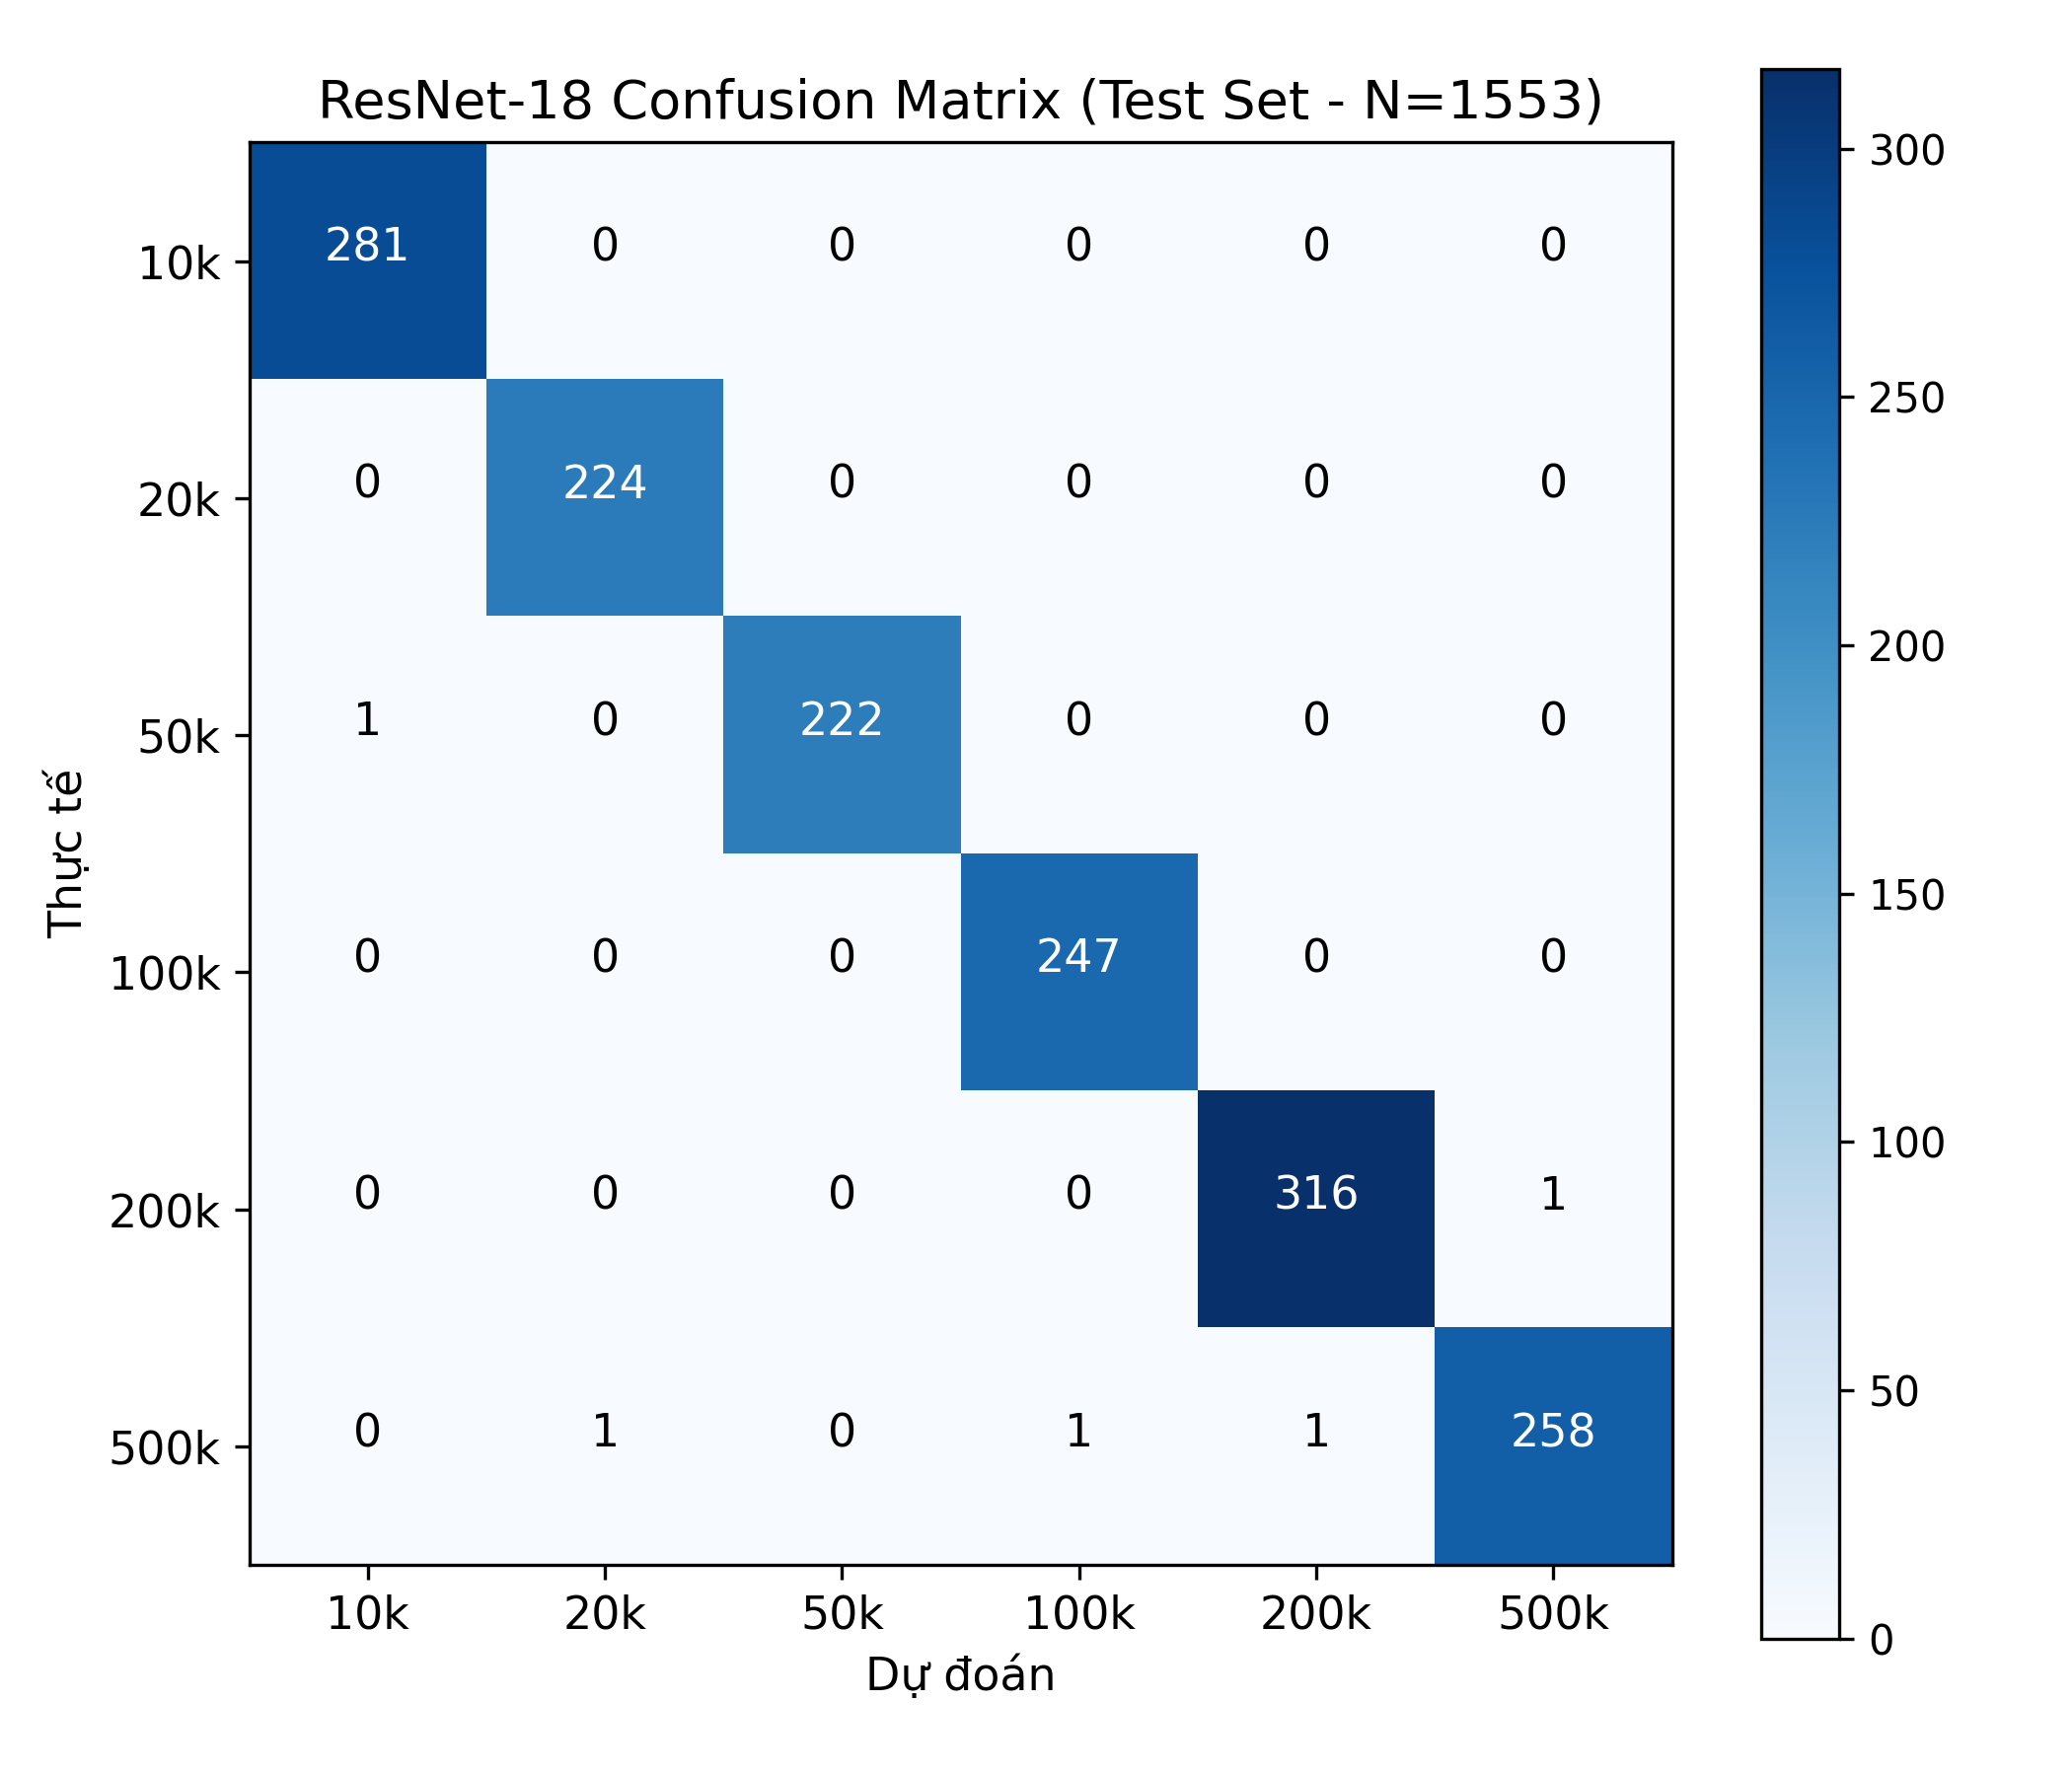 ResNet-18 Confusion Matrix (Test Set - N=1553)
10k 281 0 0 0 0 0
20k 0 224 0 0 0 0
50k 1 0 222 0 0 0
100k 0 0 0 247 0 0
200k 0 0 0 0 316 1
500k 0 1 0 1 1 258
10k 20k 50k 100k 200k 500k
Dự đoán
Thực tế
300
250
200
150
100
50
0